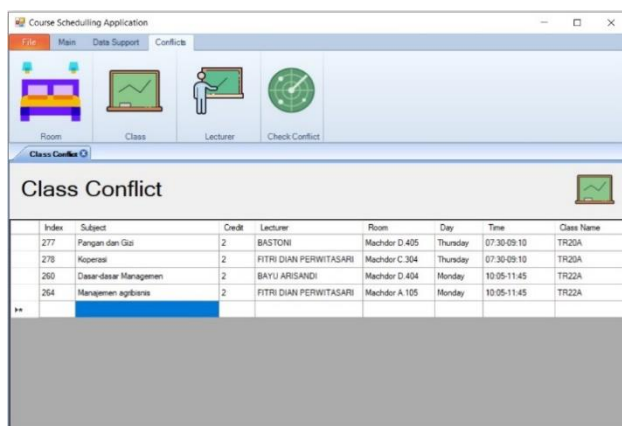 Course Schedulling Application
File Main Data Support Conflicts
Room Class Lecturer Check Conflict
Class Conflict
Class Conflict
Index Subject Credit Lecturer Room Day Time Class Name
277 Pangan dan Gizi 2 BASTONI Machdor D.405 Thursday 07:30-09:10 TR20A
278 Koperasi 2 FITRI DIAN PERWITASARI Machdor C.304 Thursday 07:30-09:10 TR20A
260 Dasar-dasar Managemen 2 BAYU ARISANDI Machdor D.404 Monday 10:05-11:45 TR22A
264 Manajemen agribisnis 2 FITRI DIAN PERWITASARI Machdor A.105 Monday 10:05-11:45 TR22A